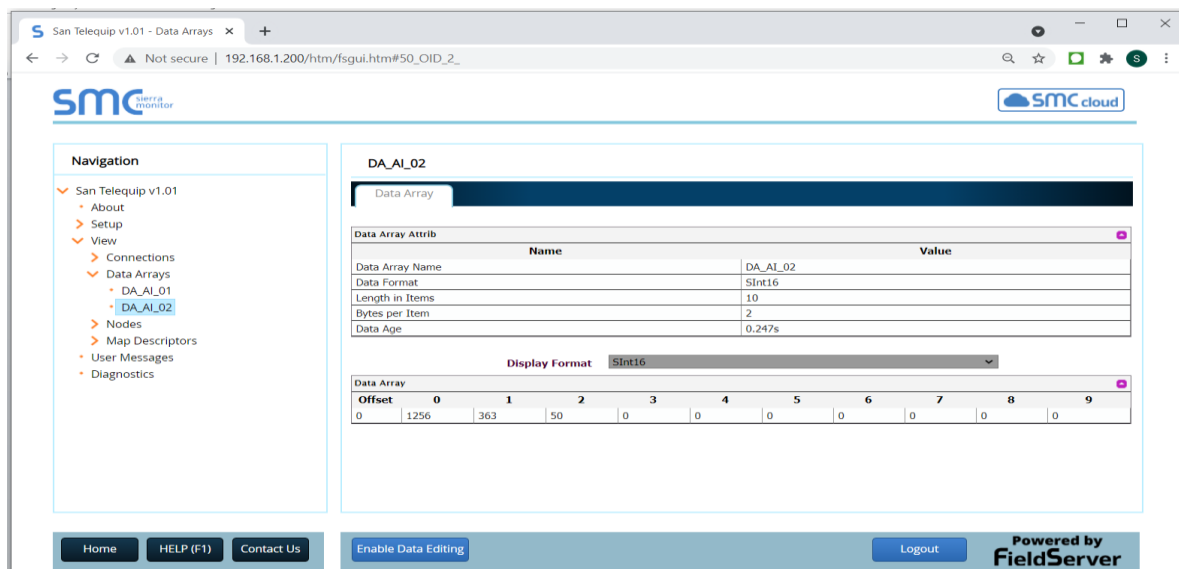 San Telequip v1.01 - Data Arrays
Not secure | 192.168.1.200/htm/fsgui.htm#50_OID_2_
S
SMC sierra monitor
SMC cloud
Navigation
San Telequip v1.01
About
Setup
View
Connections
Data Arrays
DA_AI_01
DA_AI_02
Nodes
Map Descriptors
User Messages
Diagnostics
DA_AI_02
Data Array
Data Array Attrib
Name Value
Data Array Name DA_AI_02
Data Format SInt16
Length in Items 10
Bytes per Item 2
Data Age 0.247s
Display Format SInt16
Data Array
Offset 0 1 2 3 4 5 6 7 8 9
0 1256 363 50 0 0 0 0 0 0 0
Home HELP (F1) Contact Us
Enable Data Editing
Logout
Powered by
FieldServer